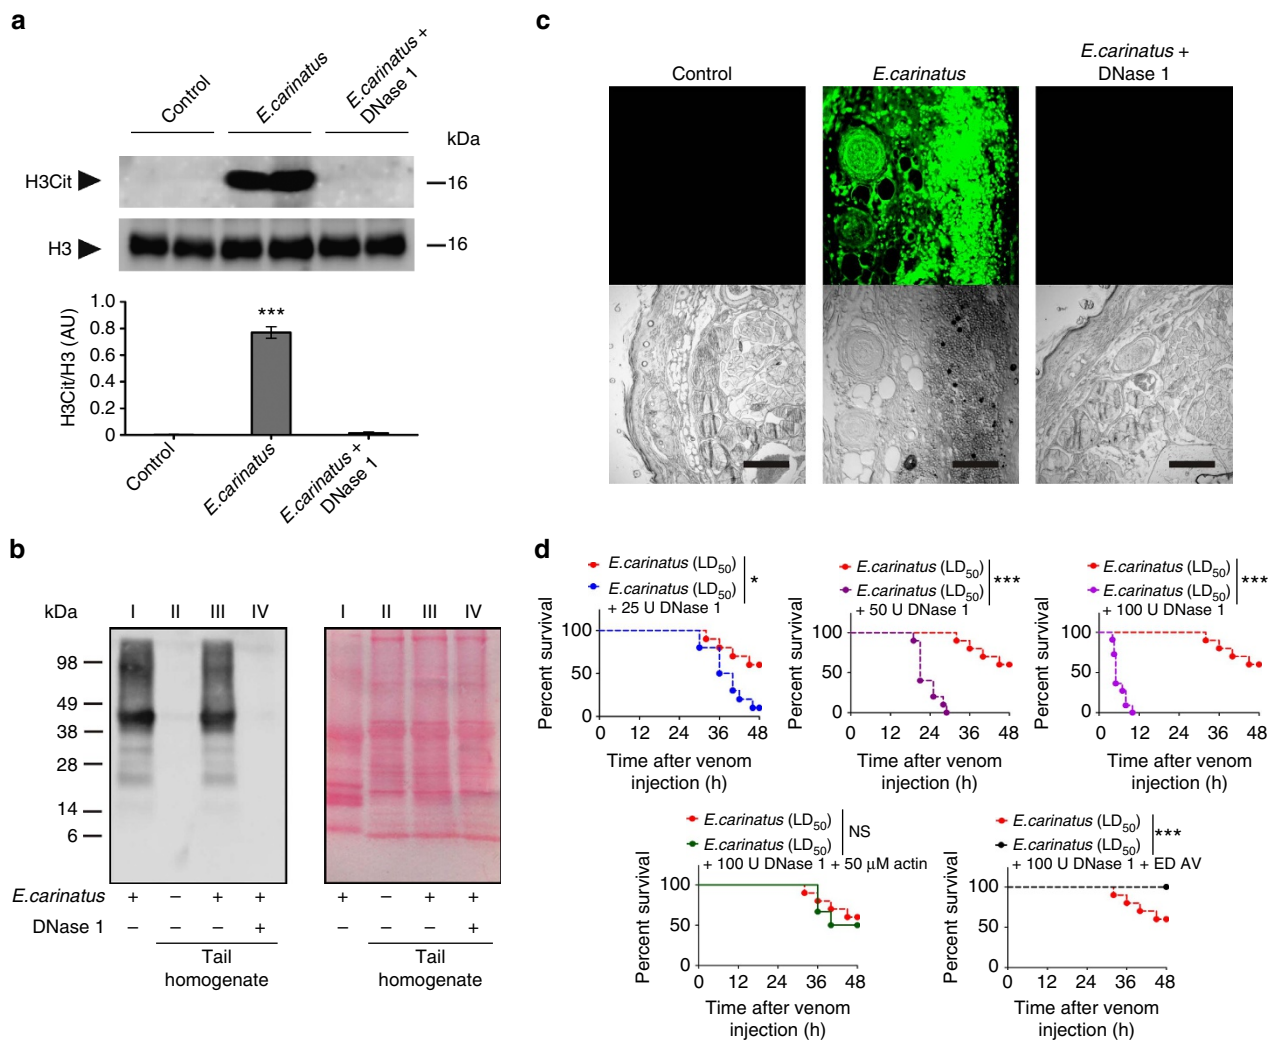 a
Control
E.carinatus
E.carinatus +
DNase 1
kDa
H3Cit
16
H3
16
H3Cit/H3 (AU)
1.0
0.8
0.6
0.4
0.2
0
***
Control
E.carinatus
E.carinatus +
DNase 1
b
kDa
I II III IV
I II III IV
98
49
38
28
14
6
E.carinatus + – + + + – + +
DNase 1 – – – + – – – +
Tail
homogenate
Tail
homogenate
c
Control
E.carinatus
E.carinatus +
DNase 1
d
E.carinatus (LD50)
E.carinatus (LD50)
+ 25 U DNase 1
*
Percent survival
100
50
0
0 12 24 36 48
Time after venom
injection (h)
E.carinatus (LD50)
E.carinatus (LD50)
+ 50 U DNase 1
***
Percent survival
100
50
0
0 12 24 36 48
Time after venom
injection (h)
E.carinatus (LD50)
E.carinatus (LD50)
+ 100 U DNase 1
***
Percent survival
100
50
0
0 12 24 36 48
Time after venom
injection (h)
E.carinatus (LD50)
E.carinatus (LD50)
+ 100 U DNase 1 + 50 μM actin
NS
Percent survival
100
50
0
0 12 24 36 48
Time after venom
injection (h)
E.carinatus (LD50)
E.carinatus (LD50)
+ 100 U DNase 1 + ED AV
***
Percent survival
100
50
0
0 12 24 36 48
Time after venom
injection (h)